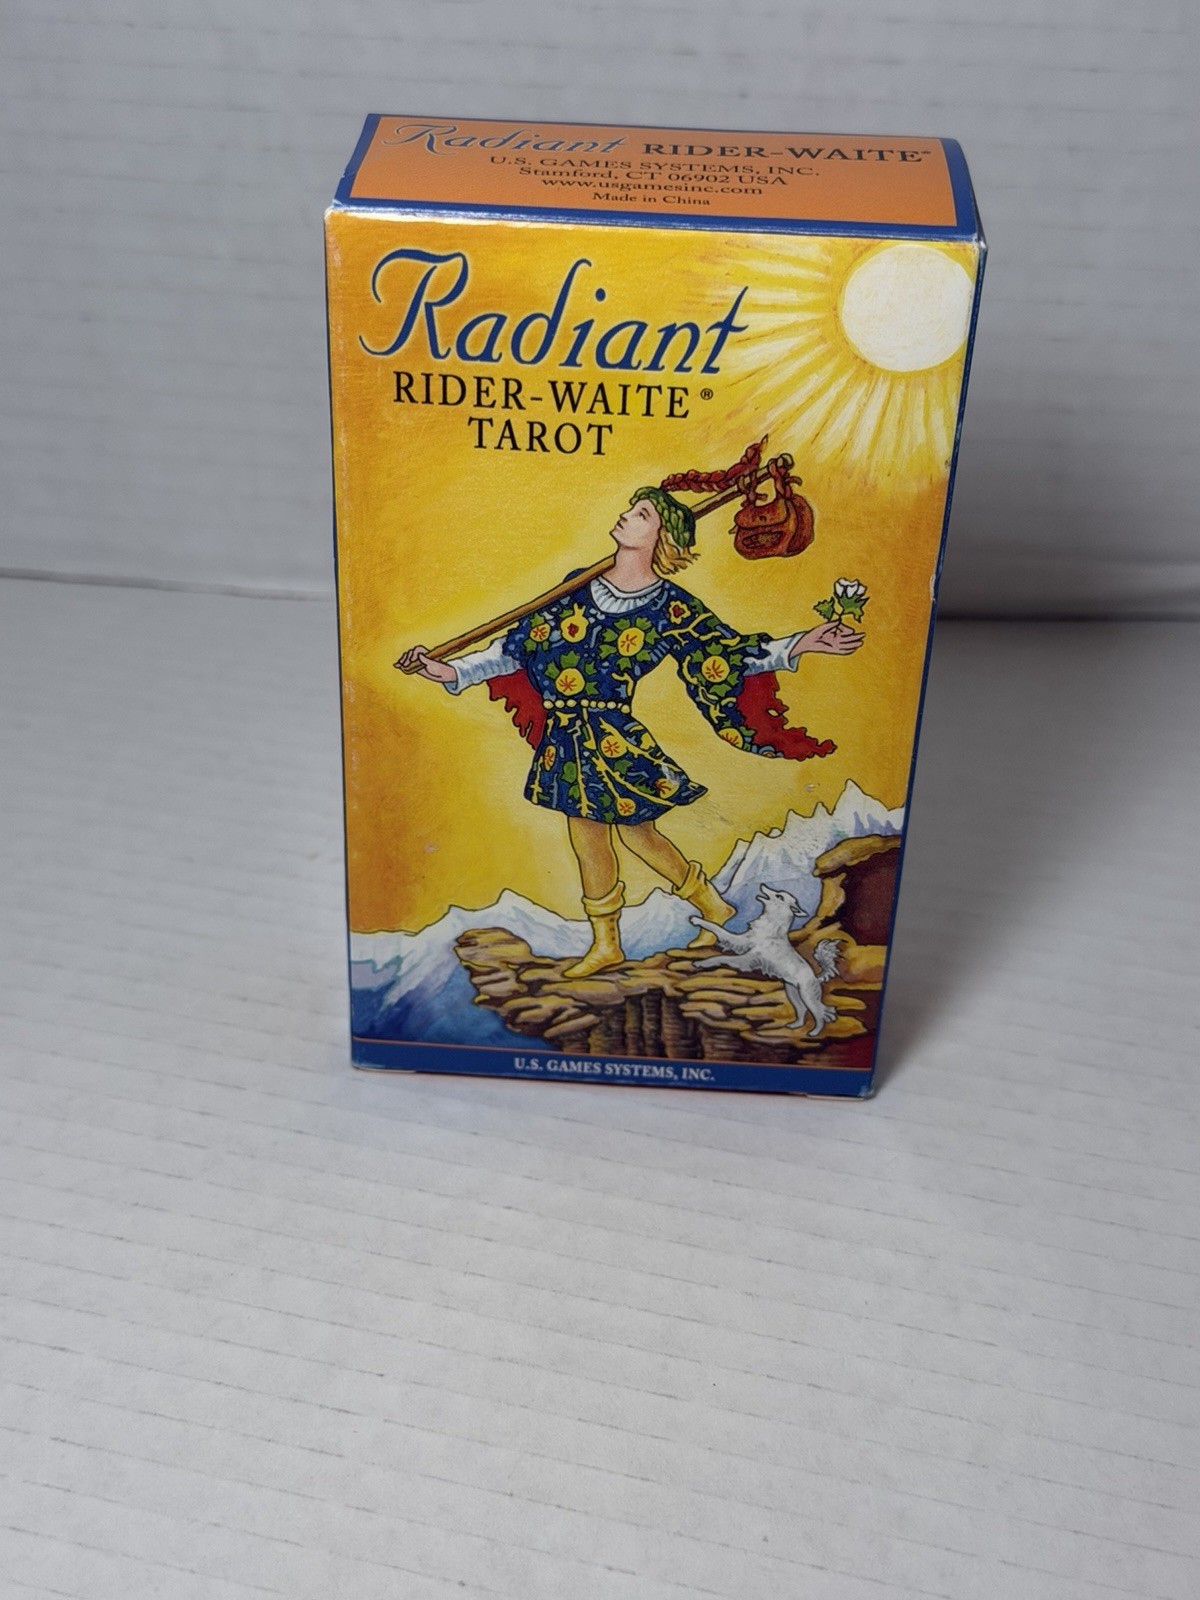 Radiant RIDER-WAITE®
U.S. GAMES SYSTEMS, INC.
Stamford, CT 06902 USA
www.usgamesinc.com
Made in China
Radiant
RIDER-WAITE®
TAROT
U.S. GAMES SYSTEMS, INC.